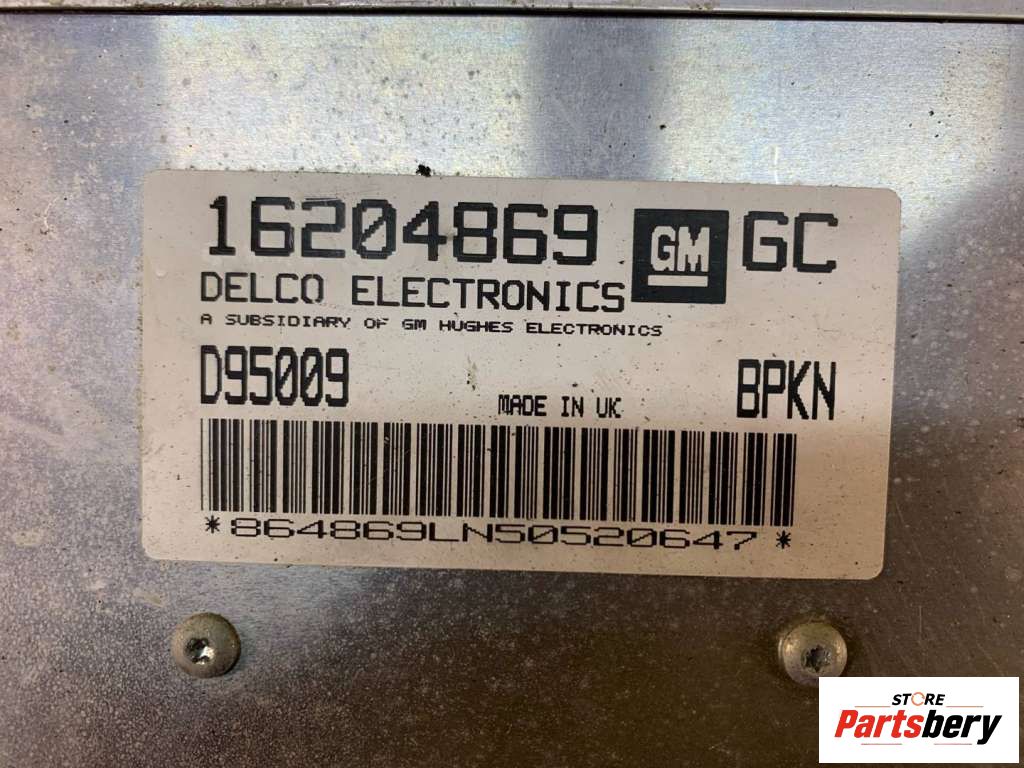 16204869 GM GC
DELCO ELECTRONICS
A SUBSIDIARY OF GM HUGHES ELECTRONICS
D95009 MADE IN UK BPKN
*864869LN50520647*
STORE
Partsbery